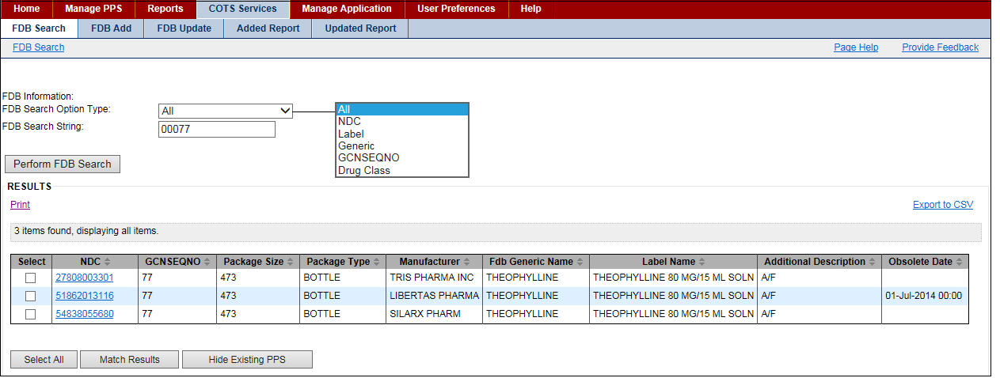 Home Manage PPS Reports COTS Services Manage Application User Preferences Help
FDB Search FDB Add FDB Update Added Report Updated Report
FDB Search Page Help Provide Feedback
FDB Information:
FDB Search Option Type: All
FDB Search String: 00077
All
NDC
Label
Generic
GCNSEQNO
Drug Class
Perform FDB Search
RESULTS
Print Export to CSV
3 items found, displaying all items.
Select NDC GCNSEQNO Package Size Package Type Manufacturer Fdb Generic Name Label Name Additional Description Obsolete Date
27808003301 77 473 BOTTLE TRIS PHARMA INC THEOPHYLLINE THEOPHYLLINE 80 MG/15 ML SOLN A/F
51862013116 77 473 BOTTLE LIBERTAS PHARMA THEOPHYLLINE THEOPHYLLINE 80 MG/15 ML SOLN A/F 01-Jul-2014 00:00
54838055680 77 473 BOTTLE SILARX PHARM THEOPHYLLINE THEOPHYLLINE 80 MG/15 ML SOLN A/F
Select All Match Results Hide Existing PPS